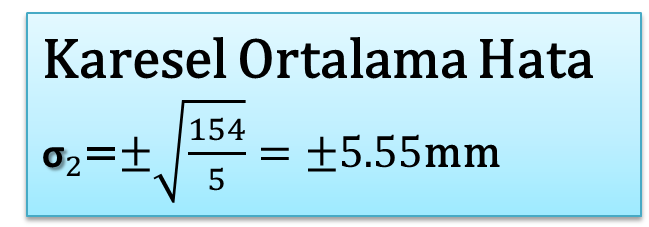 Karesel Ortalama Hata
σ₂=±√(154/5) = ±5.55mm